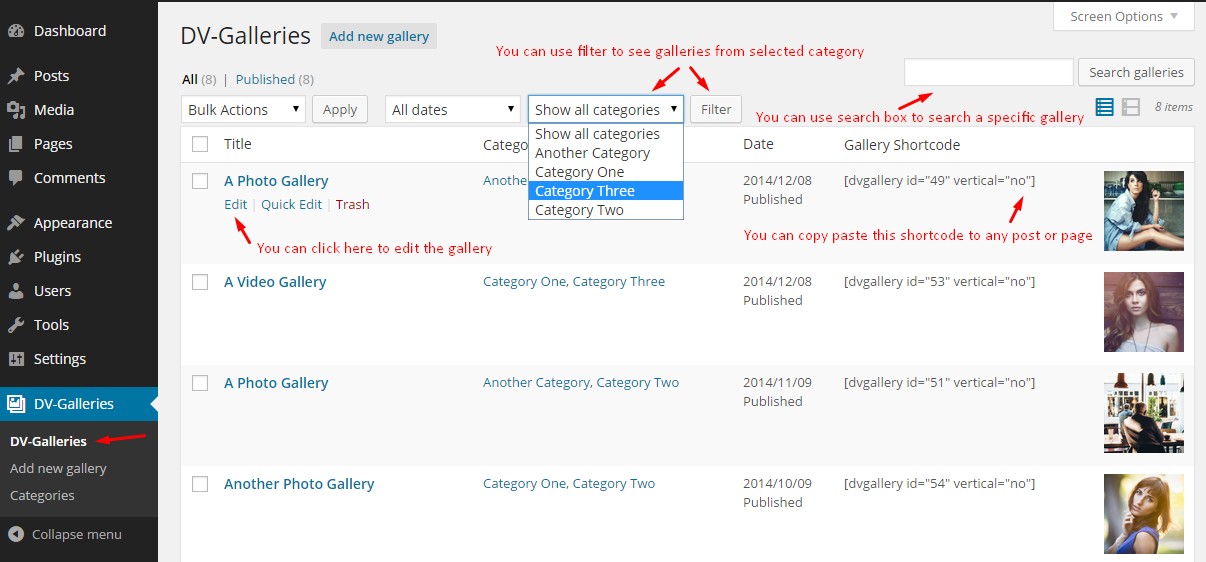 Dashboard
Posts
Media
Pages
Comments
Appearance
Plugins
Users
Tools
Settings
DV-Galleries
DV-Galleries
Add new gallery
Categories
Collapse menu
Screen Options
DV-Galleries Add new gallery
You can use filter to see galleries from selected category
All (8) | Published (8)
Search galleries
Bulk Actions Apply All dates Show all categories Filter
8 items
You can use search box to search a specific gallery
Show all categories
Another Category
Category One
Category Three
Category Two
Title Catego Date Gallery Shortcode
A Photo Gallery Anothe 2014/12/08 [dvgallery id="49" vertical="no"]
Published
Edit | Quick Edit | Trash
You can copy paste this shortcode to any post or page
You can click here to edit the gallery
A Video Gallery Category One, Category Three 2014/12/08 [dvgallery id="53" vertical="no"]
Published
A Photo Gallery Another Category, Category Two 2014/11/09 [dvgallery id="51" vertical="no"]
Published
Another Photo Gallery Category One, Category Two 2014/10/09 [dvgallery id="54" vertical="no"]
Published